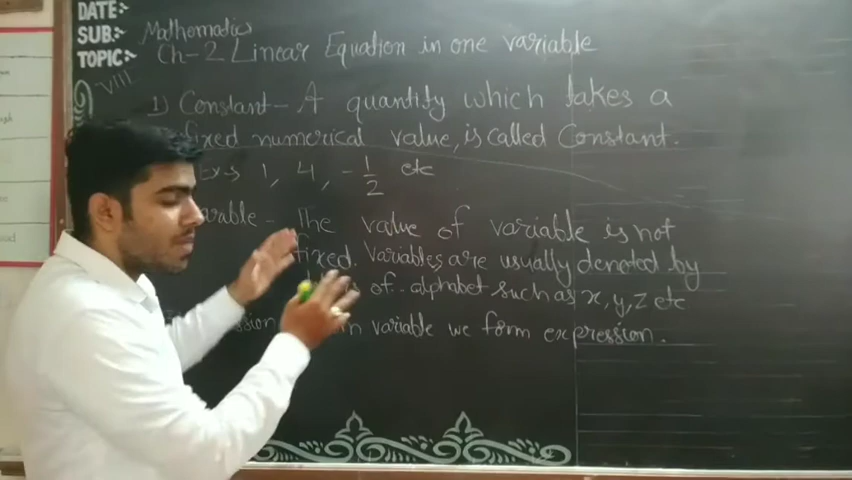 DATE:-
SUB:- Mathematics
TOPIC:- Ch-2 Linear Equation in one variable
VIII
1) Constant - A quantity which takes a
fixed numerical value, is called Constant.
Ex- 1, 4, -1/2 etc
The value of variable is not
fixed. Variables are usually denoted by
of alphabet such as x, y, z etc
variable we form expression.